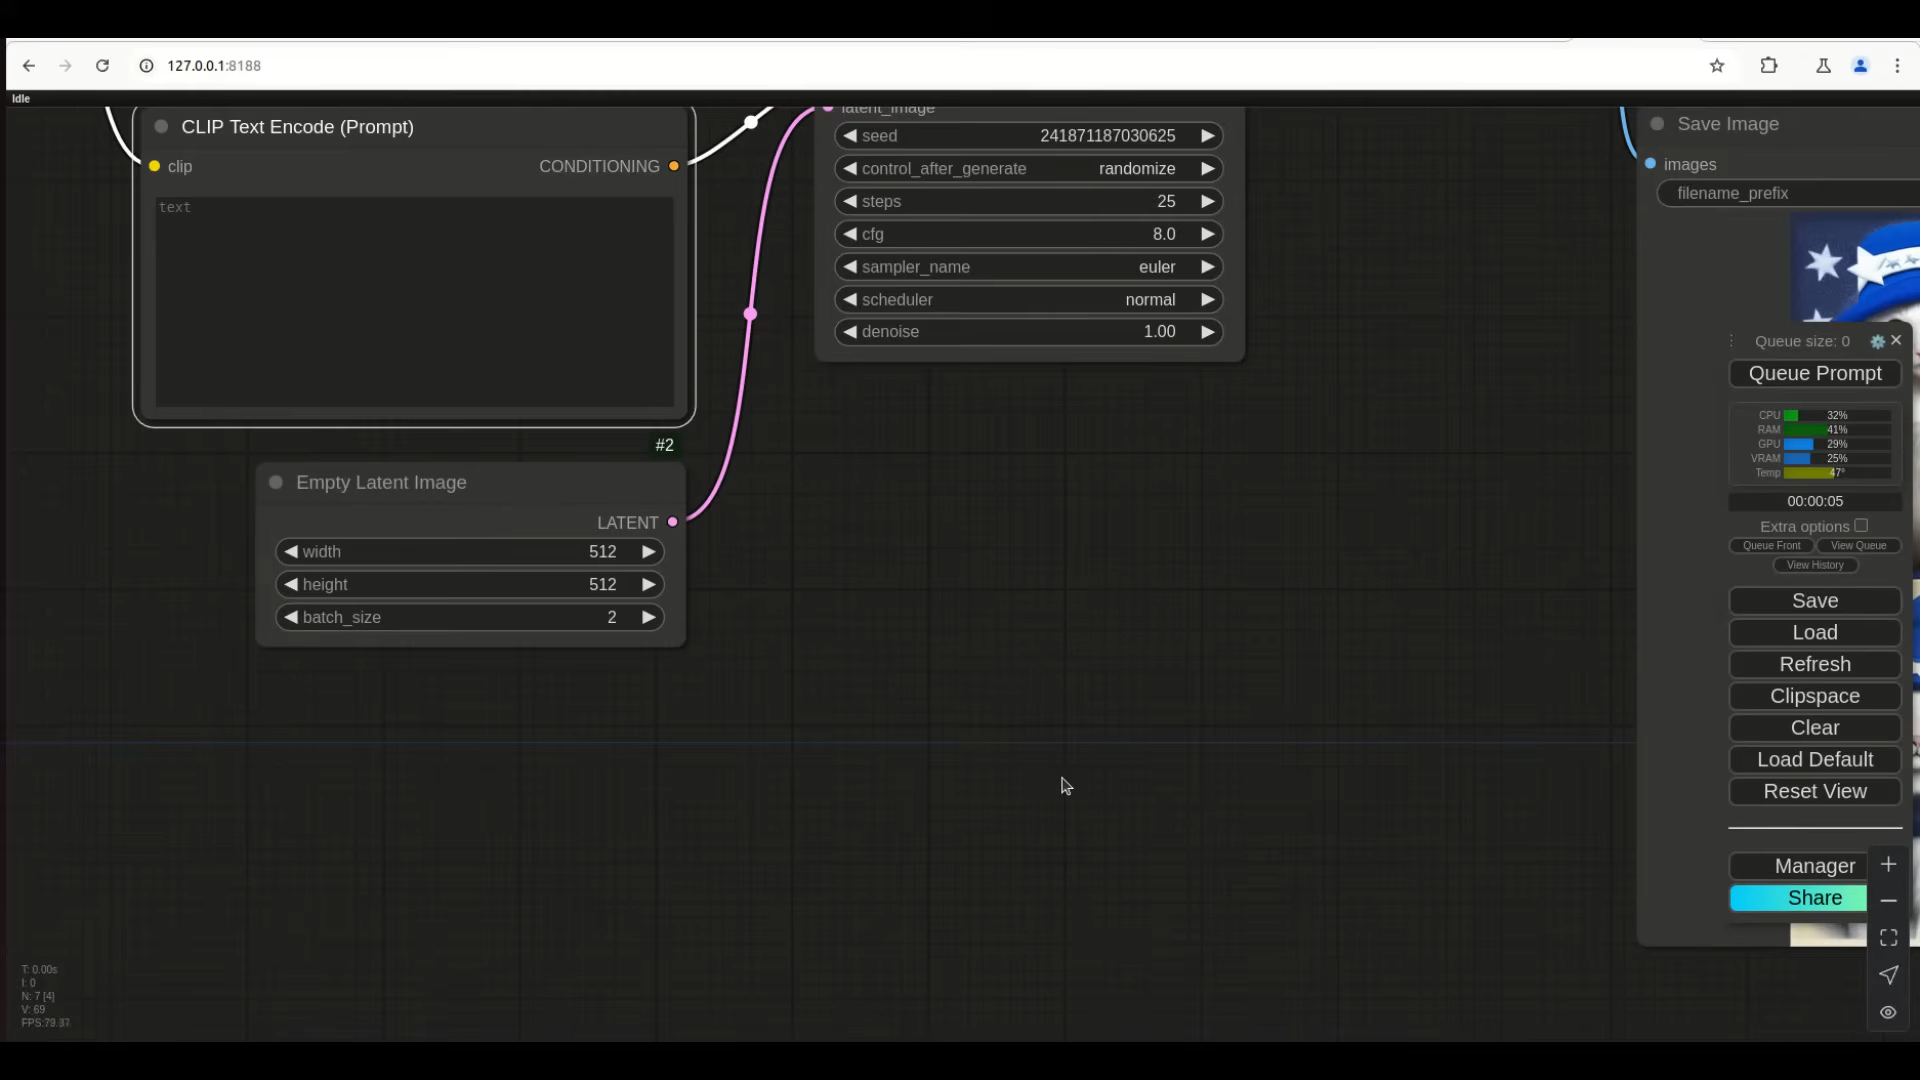 127.0.0.1:8188
Idle
CLIP Text Encode (Prompt)
clip
CONDITIONING
text
#2
Empty Latent Image
LATENT
width 512
height 512
batch_size 2
latent_image
seed 241871187030625
control_after_generate randomize
steps 25
cfg 8.0
sampler_name euler
scheduler normal
denoise 1.00
Save Image
images
filename_prefix
Queue size: 0
Queue Prompt
CPU 32%
RAM 41%
GPU 29%
VRAM 25%
Temp 47°
00:00:05
Extra options
Queue Front View Queue
View History
Save
Load
Refresh
Clipspace
Clear
Load Default
Reset View
Manager
Share
T: 0.00s
I: 0
N: 7 [4]
V: 69
FPS:79.37